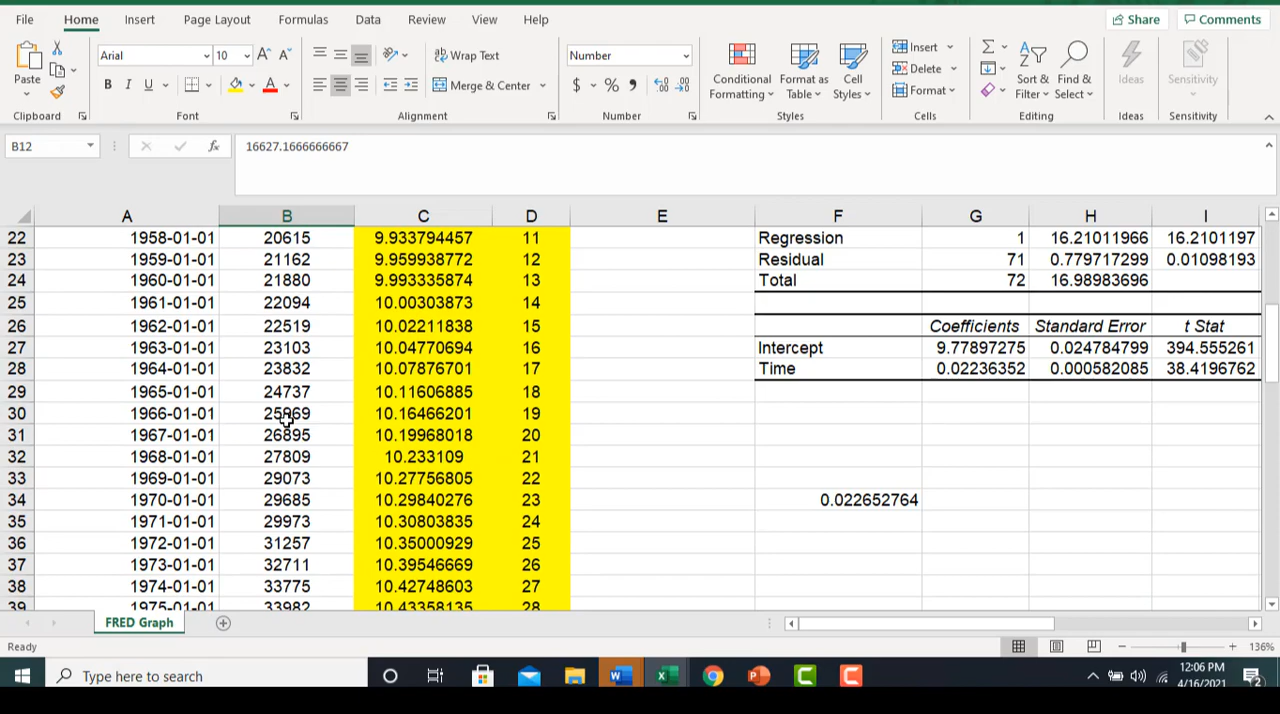 File Home Insert Page Layout Formulas Data Review View Help Share Comments
Arial 10 Wrap Text Number Insert Σ
Paste Conditional Format as Cell Delete Sort & Find & Ideas Sensitivity
B I U A Merge & Center $ % Formatting Table Styles Format Filter Select
Clipboard Font Alignment Number Styles Cells Editing Ideas Sensitivity
B12 fx 16627.1666666667
A B C D E F G H I
22 1958-01-01 20615 9.933794457 11 Regression 1 16.21011966 16.2101197
23 1959-01-01 21162 9.959938772 12 Residual 71 0.779717299 0.01098193
24 1960-01-01 21880 9.993335874 13 Total 72 16.98983696
25 1961-01-01 22094 10.00303873 14
26 1962-01-01 22519 10.02211838 15 Coefficients Standard Error t Stat
27 1963-01-01 23103 10.04770694 16 Intercept 9.77897275 0.024784799 394.555261
28 1964-01-01 23832 10.07876701 17 Time 0.02236352 0.000582085 38.4196762
29 1965-01-01 24737 10.11606885 18
30 1966-01-01 10.16466201 19
31 1967-01-01 26895 10.19968018 20
32 1968-01-01 27809 10.233109 21
33 1969-01-01 29073 10.27756805 22
34 1970-01-01 29685 10.29840276 23 0.022652764
35 1971-01-01 29973 10.30803835 24
36 1972-01-01 31257 10.35000929 25
37 1973-01-01 32711 10.39546669 26
38 1974-01-01 33775 10.42748603 27
39 1975-01-01 33982 10.43358135 28
FRED Graph
Ready 136%
Type here to search 12:06 PM
4/16/2021